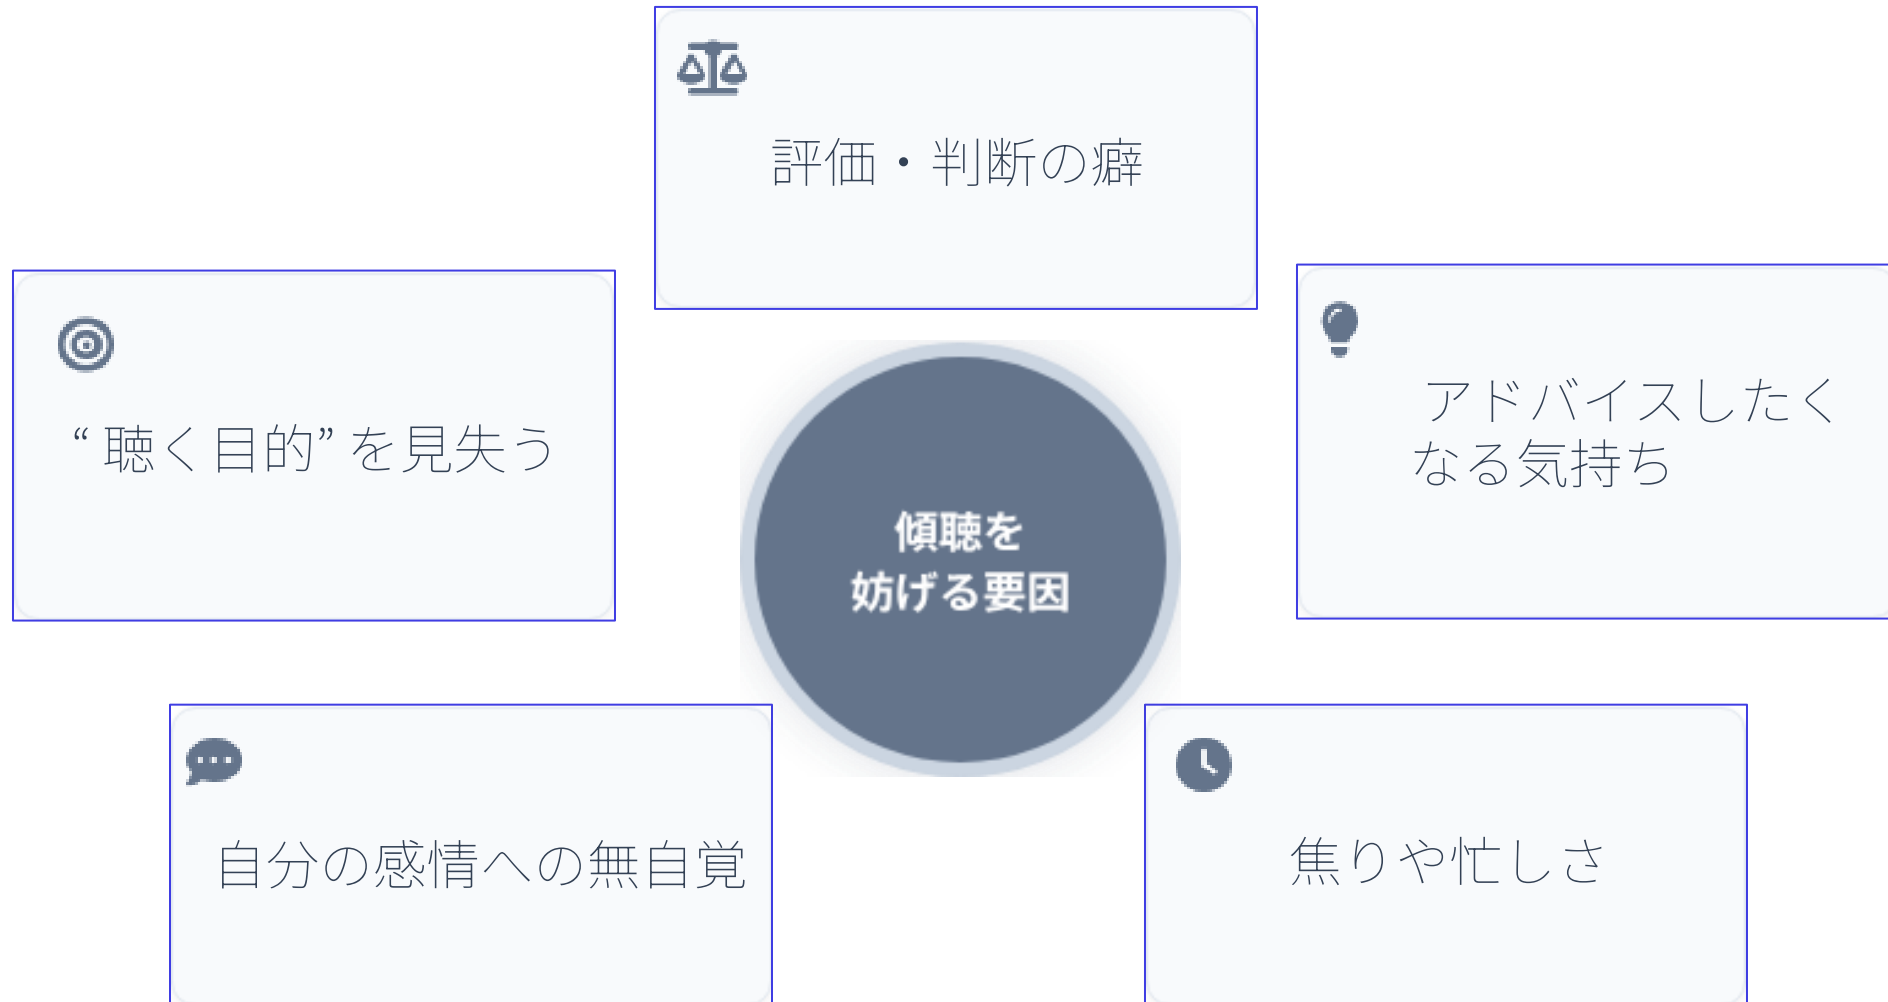 評価・判断の癖
“ 聴く目的” を見失う
アドバイスしたく
なる気持ち
傾聴を
妨げる要因
自分の感情への無自覚
焦りや忙しさ